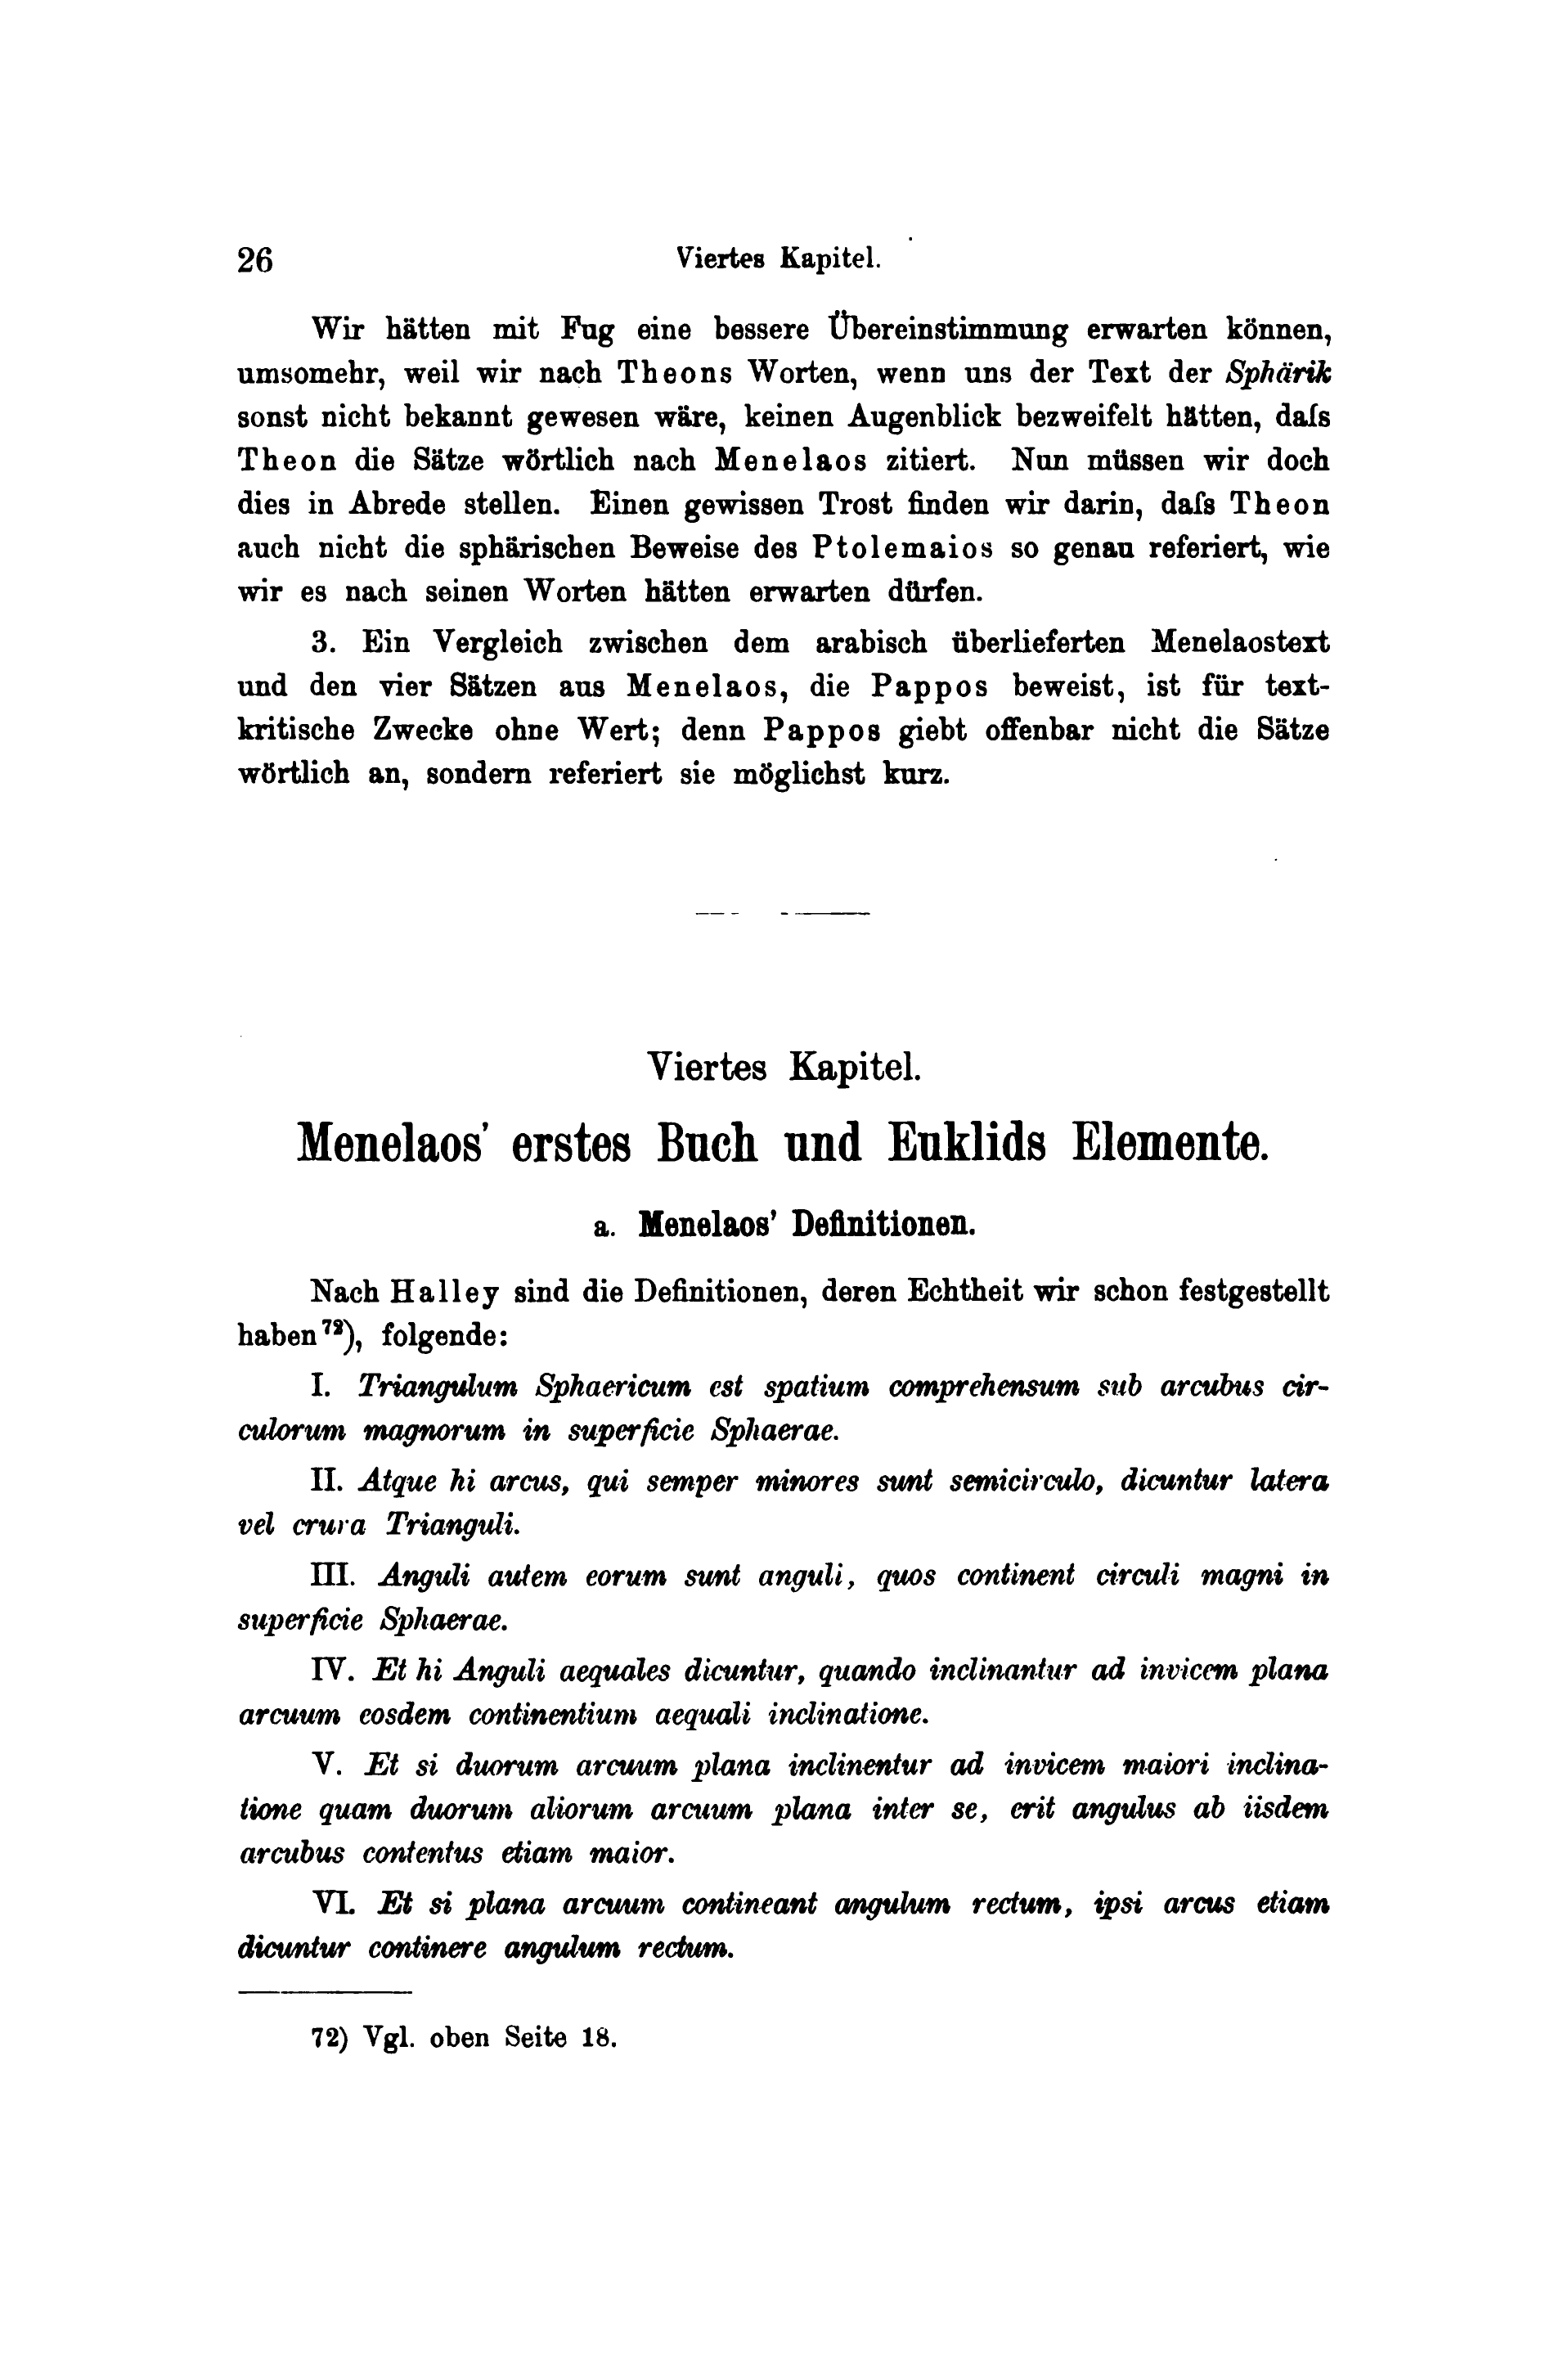 26
Viertes Kapitel.
Wir hätten mit Fug eine bessere Übereinstimmung erwarten können,
umsomehr, weil wir nach Theons Worten, wenn uns der Text der Sphärik
sonst nicht bekannt gewesen wäre, keinen Augenblick bezweifelt hätten, daſs
Theon die Sätze wörtlich nach Menelaos zitiert. Nun müssen wir doch
dies in Abrede stellen. Einen gewissen Trost finden wir darin, daſs Theon
auch nicht die sphärischen Beweise des Ptolemaios so genau referiert, wie
wir es nach seinen Worten hätten erwarten dürfen.
3. Ein Vergleich zwischen dem arabisch überlieferten Menelaostext
und den vier Sätzen aus Menelaos, die Pappos beweist, ist für text-
kritische Zwecke ohne Wert; denn Pappos giebt offenbar nicht die Sätze
wörtlich an, sondern referiert sie möglichst kurz.
Viertes Kapitel.
Menelaos' erstes Buch und Euklids Elemente.
a. Menelaos' Definitionen.
Nach Halley sind die Definitionen, deren Echtheit wir schon festgestellt
haben⁷²), folgende:
I. Triangulum Sphaericum est spatium comprehensum sub arcubus cir-
culorum magnorum in superficie Sphaerae.
II. Atque hi arcus, qui semper minores sunt semicirculo, dicuntur latera
vel crura Trianguli.
III. Anguli autem eorum sunt anguli, quos continent circuli magni in
superficie Sphaerae.
IV. Et hi Anguli aequales dicuntur, quando inclinantur ad invicem plana
arcuum eosdem continentium aequali inclinatione.
V. Et si duorum arcuum plana inclinentur ad invicem maiori inclina-
tione quam duorum aliorum arcuum plana inter se, erit angulus ab iisdem
arcubus contentus etiam maior.
VI. Et si plana arcuum contineant angulum rectum, ipsi arcus etiam
dicuntur continere angulum rectum.
72) Vgl. oben Seite 18.